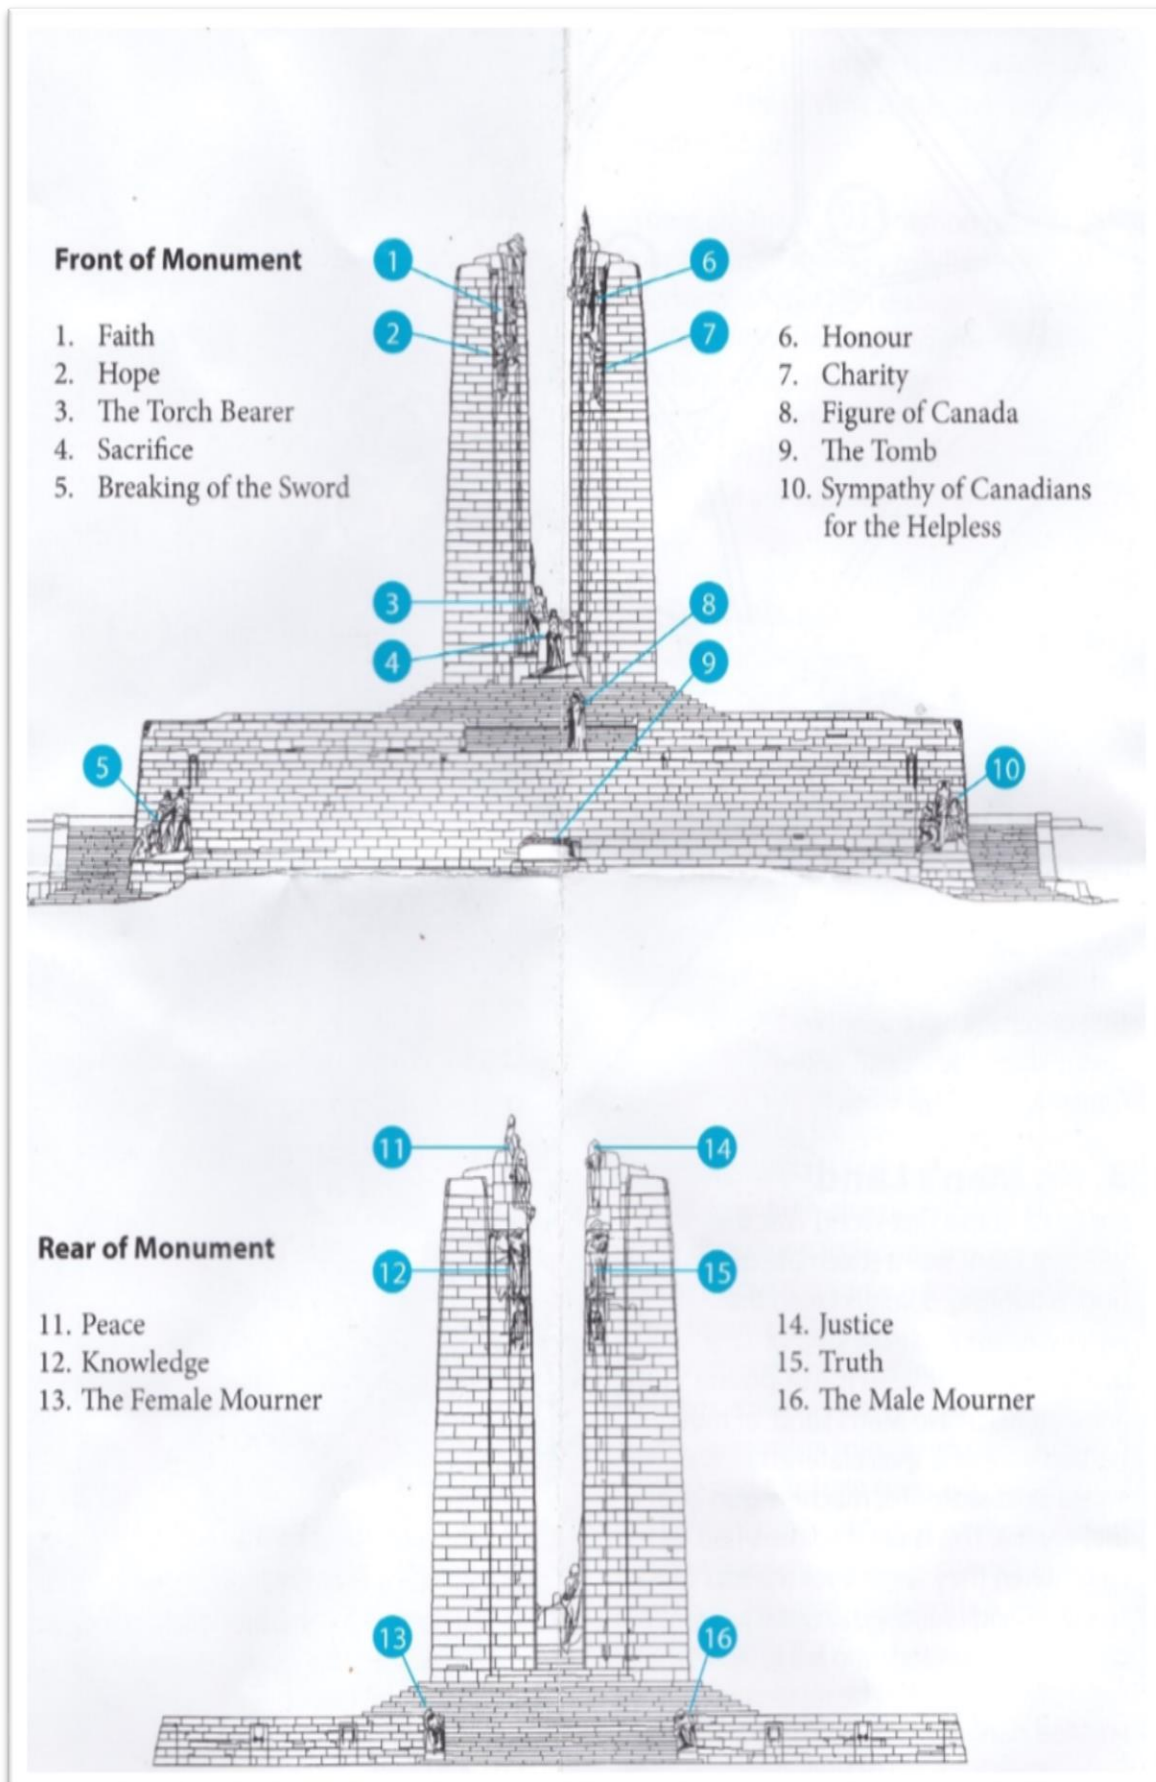 Front of Monument
1. Faith
2. Hope
3. The Torch Bearer
4. Sacrifice
5. Breaking of the Sword
6. Honour
7. Charity
8. Figure of Canada
9. The Tomb
10. Sympathy of Canadians
for the Helpless
1
2
3
4
5
6
7
8
9
10
Rear of Monument
11. Peace
12. Knowledge
13. The Female Mourner
14. Justice
15. Truth
16. The Male Mourner
11
12
13
14
15
16